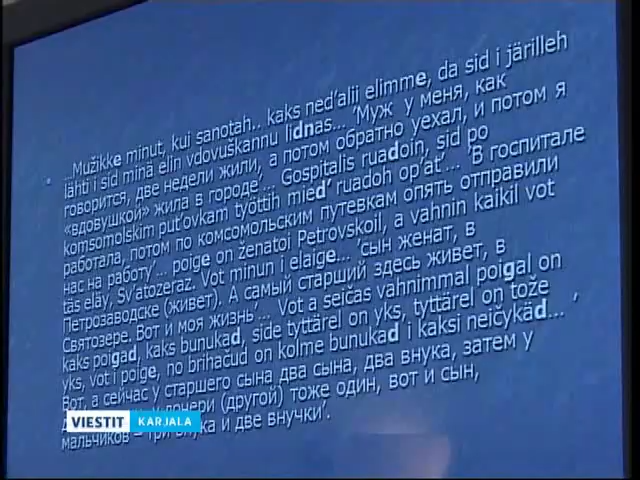 ...Mužikke minut, kui sanotah.. kaks ned'alii elimme, da sid i järilleh
lähti i sid minä elin vdovuškannu lidnas... 'Муж у меня, как
говорится, две недели жили, а потом обратно уехал, и потом я
«вдовушкой» жила в городе'... Gospitalis ruadoin, sid po
komsomolskim put'ovkam työttih mied' ruadoh op'at'... 'В госпитале
работала, потом по комсомольским путевкам опять отправили
нас на работу'... poige on ženatoi Petrovskoil, a vahnin kaikil vot
täs eläy, Sv'atozeraz. Vot minun i elaige... 'сын женат, в
Петрозаводске (живет). А самый старший здесь живет, в
Святозере. Вот и моя жизнь'... Vot a seičas vahnimmal poigal on
kaks poigad, kaks bunukad, side tyttärel on yks, tyttärel on tože
yks, vot i poige, no brihačud on kolme bunukad i kaksi neičykäd... '
Вот, а сейчас у старшего сына два сына, два внука, затем у
дочери (другой) тоже один, вот и сын,
мальчиков – три внука и две внучки'.
VIESTIT KARJALA